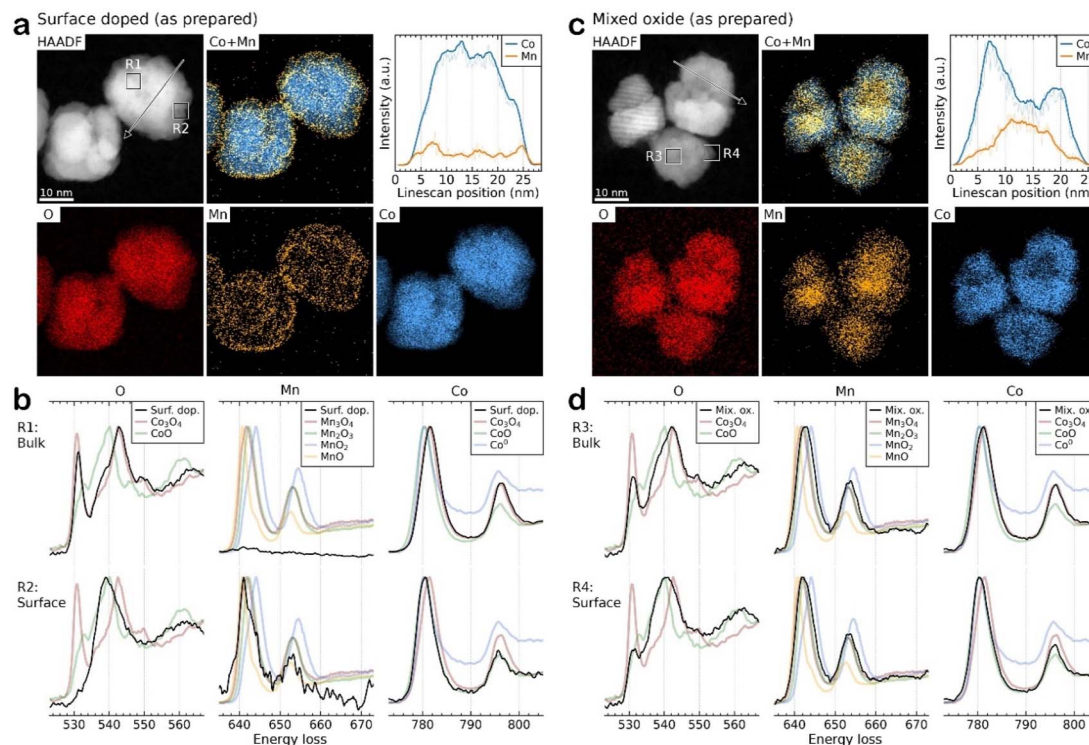 a Surface doped (as prepared)
HAADF
R1
R2
10 nm
Co+Mn
Intensity (a.u.)
Co
Mn
0 5 10 15 20 25
Linescan position (nm)
O
Mn
Co
b
O
Mn
Co
R1:
Bulk
Surf. dop.
Co₃O₄
CoO
Surf. dop.
Mn₃O₄
Mn₂O₃
MnO₂
MnO
Surf. dop.
Co₃O₄
CoO
Co⁰
R2:
Surface
530 540 550 560
640 650 660 670
780 790 800
Energy loss
c Mixed oxide (as prepared)
HAADF
R3
R4
10 nm
Co+Mn
Intensity (a.u.)
Co
Mn
0 5 10 15 20
Linescan position (nm)
O
Mn
Co
d
O
Mn
Co
R3:
Bulk
Mix. ox.
Co₃O₄
CoO
Mix. ox.
Mn₃O₄
Mn₂O₃
MnO₂
MnO
Mix. ox.
Co₃O₄
CoO
Co⁰
R4:
Surface
530 540 550 560
640 650 660 670
780 790 800
Energy loss